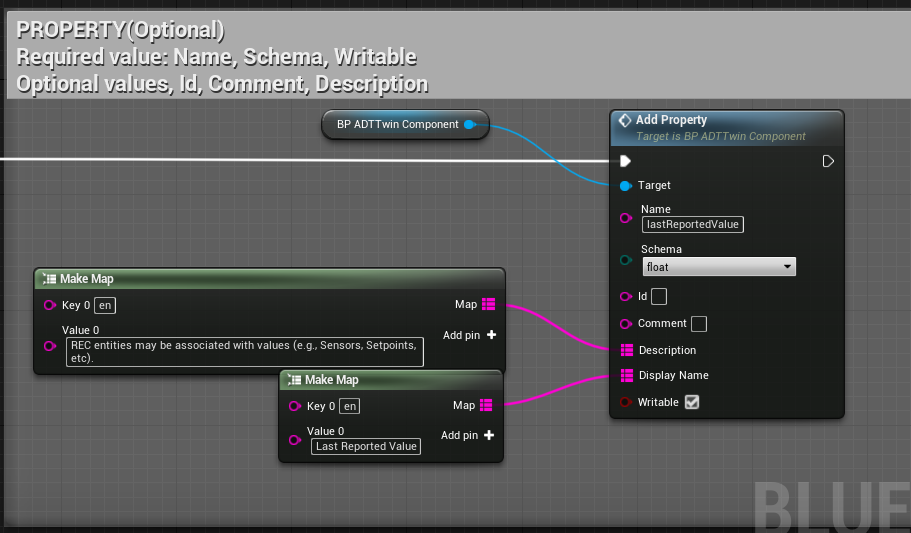 PROPERTY(Optional)
Required value: Name, Schema, Writable
Optional values, Id, Comment, Description
BP ADTTwin Component
Add Property
Target is BP ADTTwin Component
Target
Name
lastReportedValue
Schema
float
Id
Comment
Description
Display Name
Writable
Make Map
Key 0 en
Map
Value 0
Add pin
REC entities may be associated with values (e.g., Sensors, Setpoints,
etc).
Make Map
Key 0 en
Map
Value 0
Add pin
Last Reported Value
BLUE